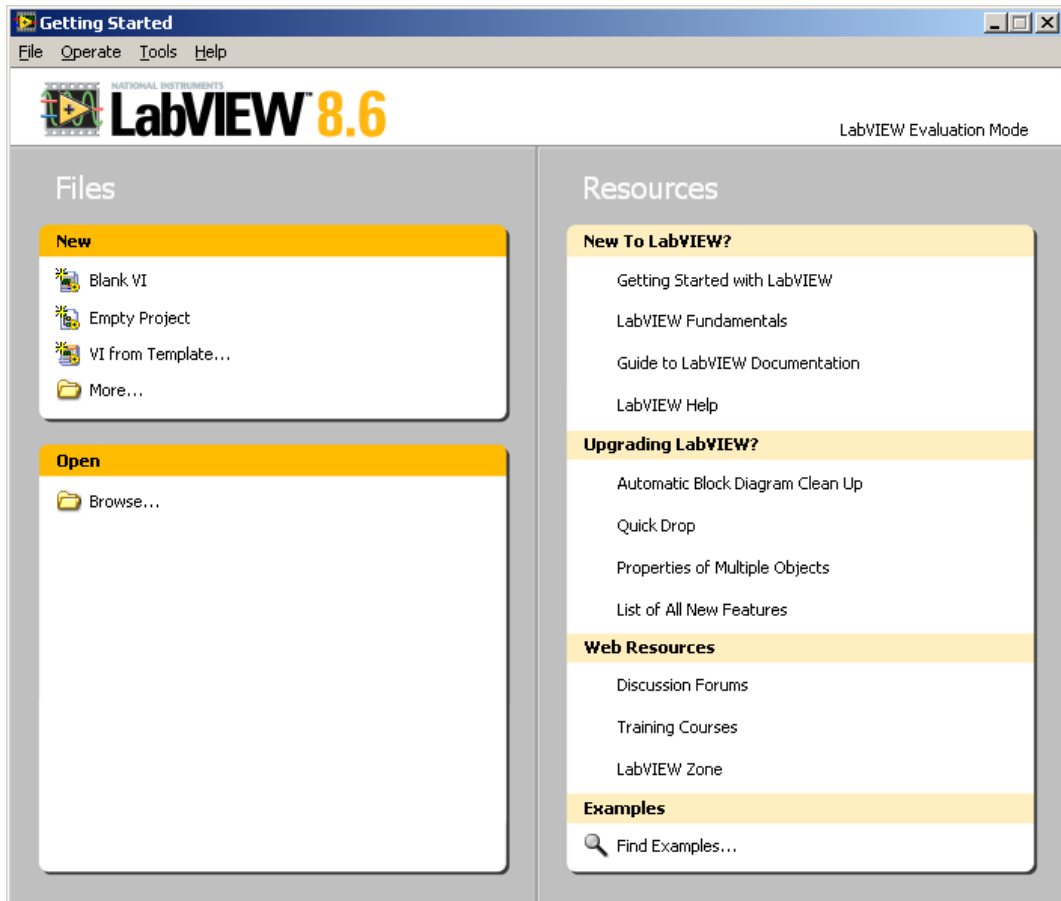 Getting Started
File Operate Tools Help
NATIONAL INSTRUMENTS
LabVIEW™ 8.6
LabVIEW Evaluation Mode
Files
New
Blank VI
Empty Project
VI from Template...
More...
Open
Browse...
Resources
New To LabVIEW?
Getting Started with LabVIEW
LabVIEW Fundamentals
Guide to LabVIEW Documentation
LabVIEW Help
Upgrading LabVIEW?
Automatic Block Diagram Clean Up
Quick Drop
Properties of Multiple Objects
List of All New Features
Web Resources
Discussion Forums
Training Courses
LabVIEW Zone
Examples
Find Examples...